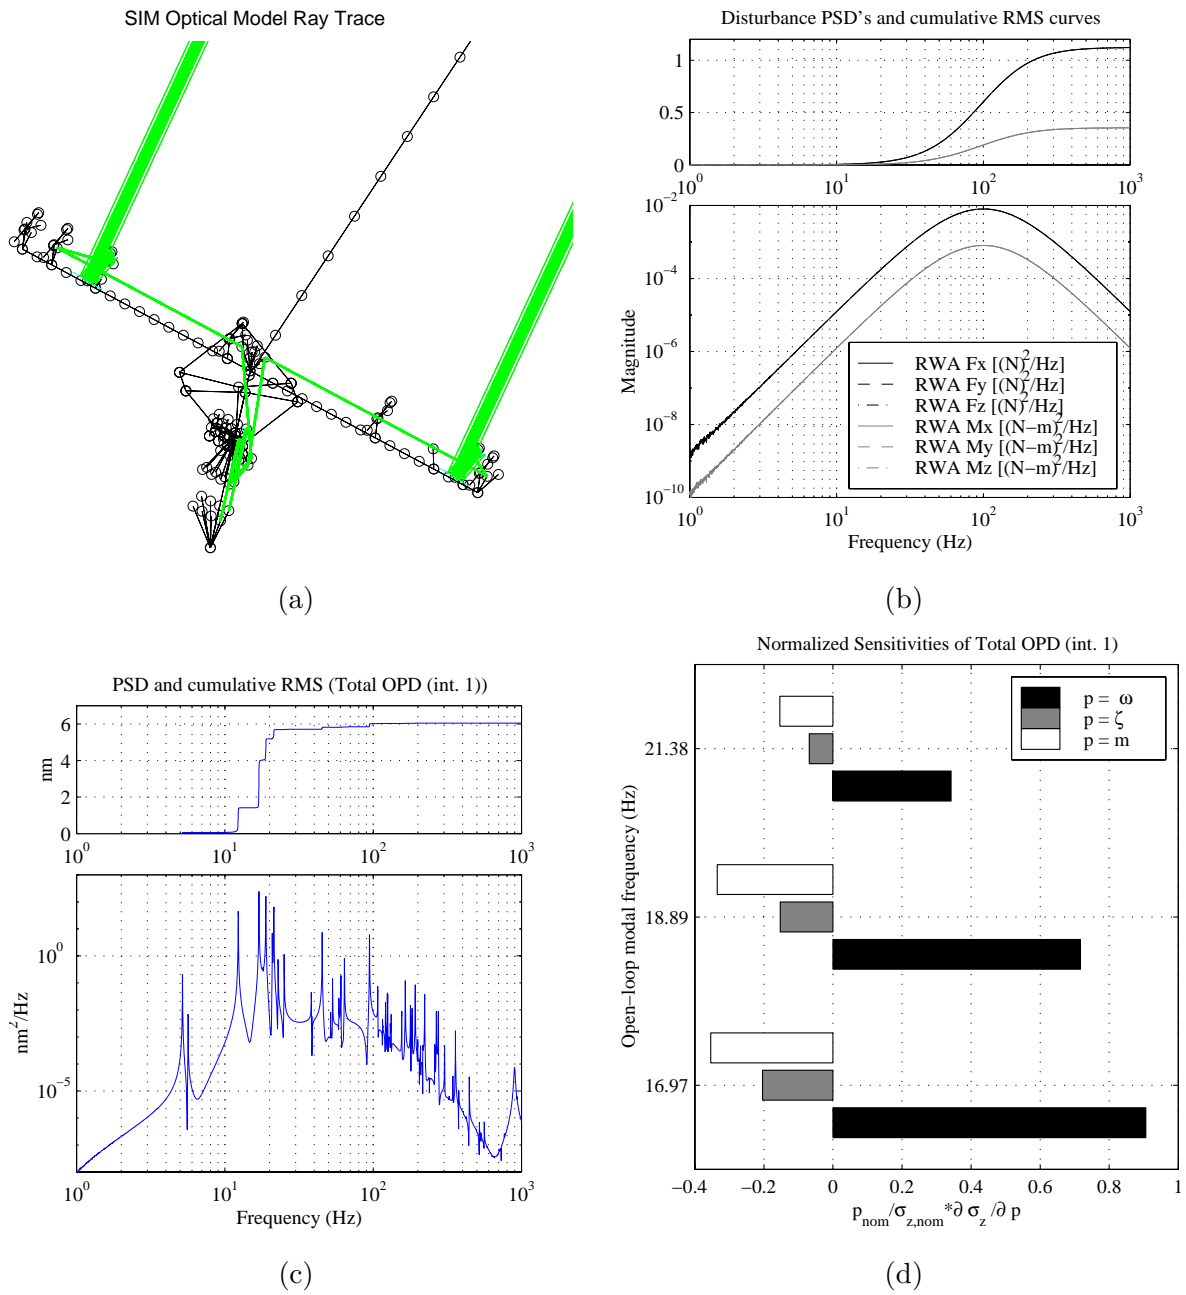 SIM Optical Model Ray Trace
(a)
Disturbance PSD's and cumulative RMS curves
1
0.5
0
10^0 10^1 10^2 10^3
10^−2
10^−4
10^−6
10^−8
10^−10
Magnitude
RWA Fx [(N)^2/Hz]
RWA Fy [(N)^2/Hz]
RWA Fz [(N)^2/Hz]
RWA Mx [(N−m)^2/Hz]
RWA My [(N−m)^2/Hz]
RWA Mz [(N−m)^2/Hz]
10^0 10^1 10^2 10^3
Frequency (Hz)
(b)
PSD and cumulative RMS (Total OPD (int. 1))
6
4
2
0
nm
10^0 10^1 10^2 10^3
10^0
10^−5
nm^2/Hz
10^0 10^1 10^2 10^3
Frequency (Hz)
(c)
Normalized Sensitivities of Total OPD (int. 1)
p = ω
p = ζ
p = m
21.38
18.89
16.97
Open−loop modal frequency (Hz)
−0.4 −0.2 0 0.2 0.4 0.6 0.8 1
p_nom/σ_z,nom*∂ σ_z /∂ p
(d)